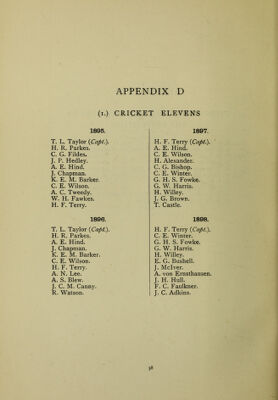 APPENDIX D
(1.) CRICKET ELEVENS
1895.
T. L. Taylor (Capt.).
H. R. Parkes.
C. G. Fildes.
J. P. Hedley.
A. E. Hind.
J. Chapman.
K. E. M. Barker.
C. E. Wilson.
A. C. Tweedy.
W. H. Fawkes.
H. F. Terry.
1896.
T. L. Taylor (Capt.).
H. R. Parkes.
A. E. Hind.
J. Chapman.
K. E. M. Barker.
C. E. Wilson.
H. F. Terry.
A. N. Lee.
A. S. Blew.
J. C. M. Canny.
R. Watson.
1897.
H. F. Terry (Capt.).
A. E. Hind.
C. E. Wilson.
H. Alexander.
C. G. Bishop.
C. E. Winter.
G. H. S. Fowke.
G. W. Harris.
H. Willey.
J. G. Brown.
T. Castle.
1898.
H. F. Terry (Capt.).
C. E. Winter.
G. H. S. Fowke.
G. W. Harris.
H. Willey.
E. G. Bushell.
J. McIver.
A. von Ernsthausen.
J. H. Hull.
F. C. Faulkner.
J. C. Adkins.